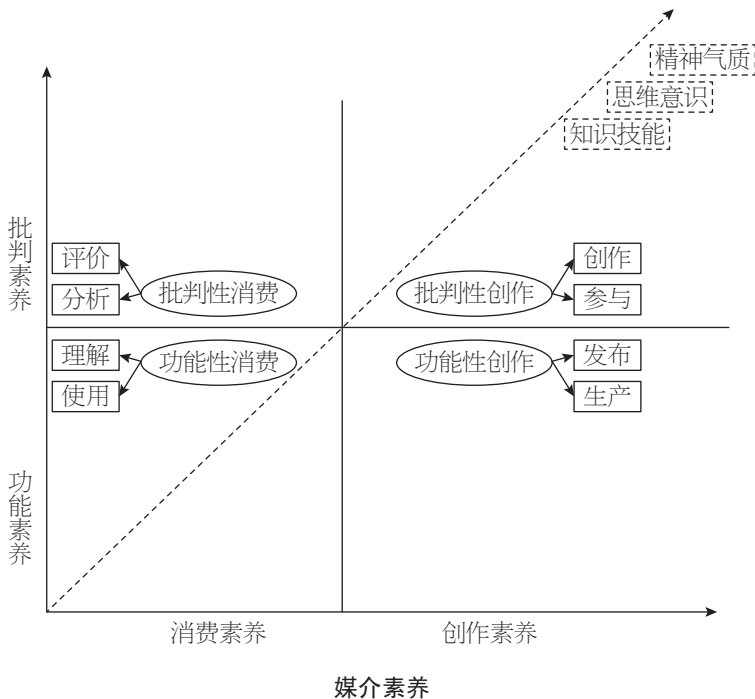 精神气质
思维意识
知识技能
批判素养
评价
分析
批判性消费
批判性创作
创作
参与
理解
使用
功能性消费
功能性创作
发布
生产
功能素养
消费素养
创作素养
媒介素养